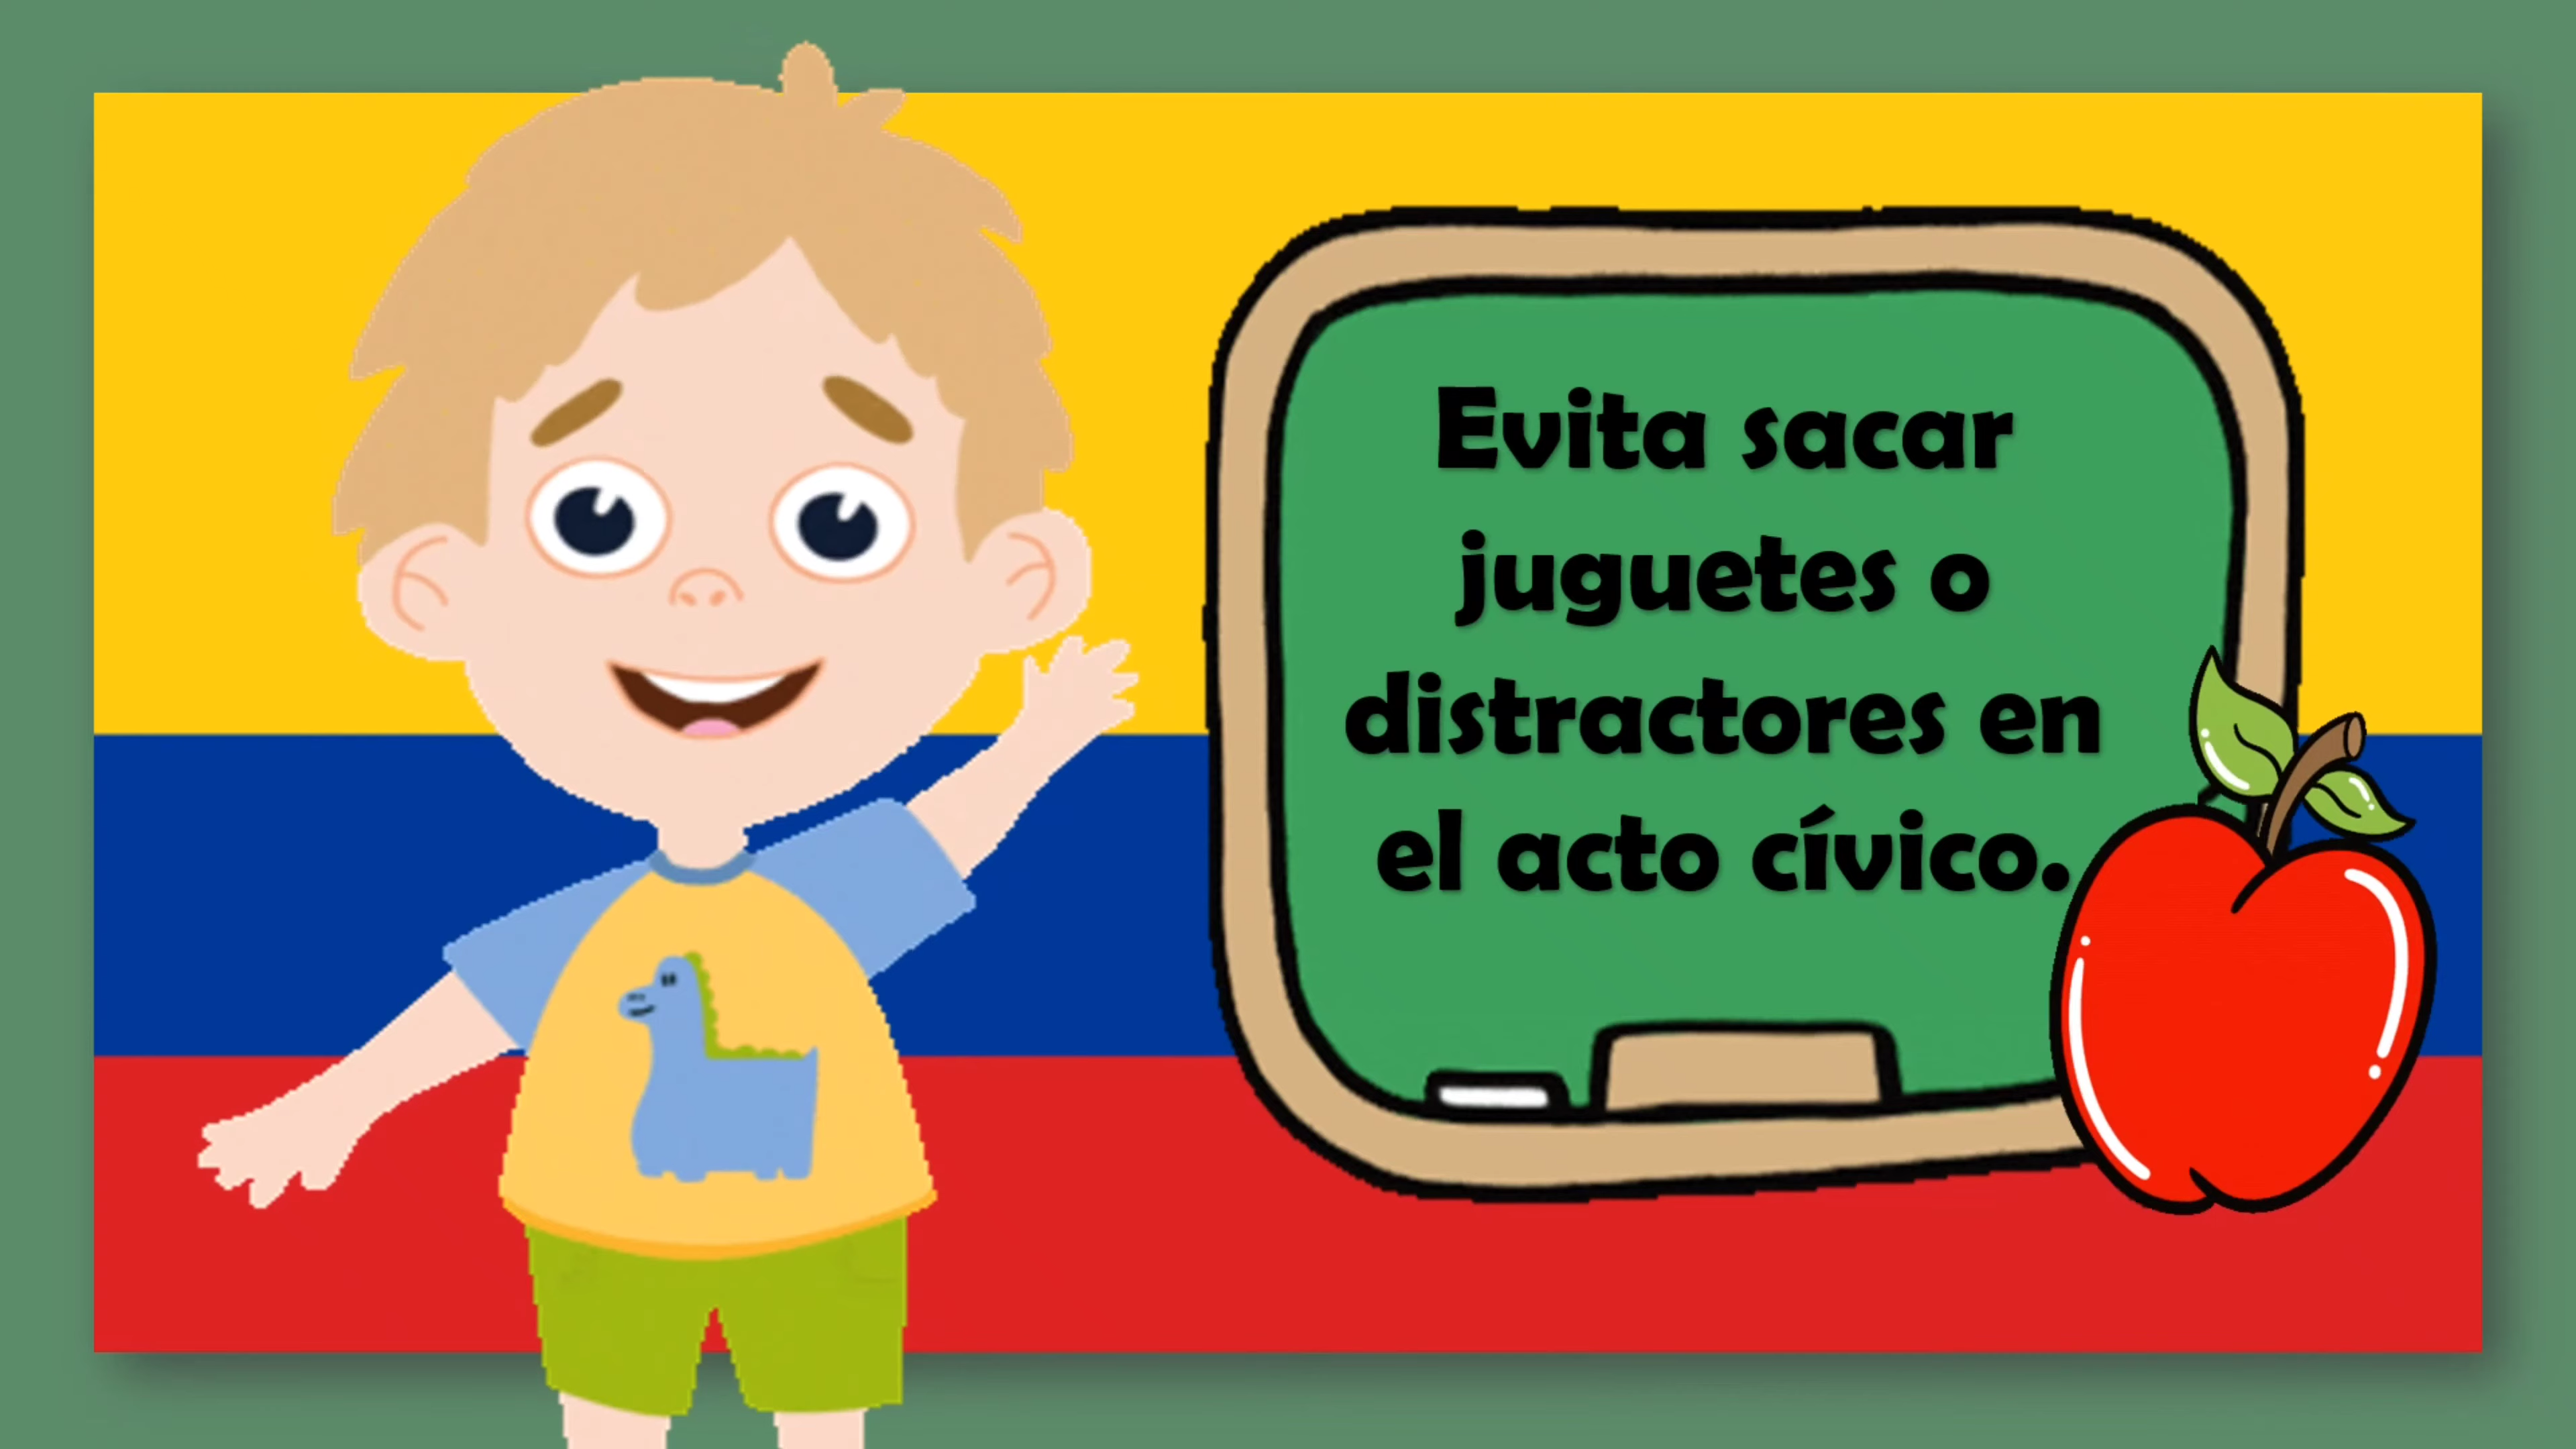 Evita sacar
juguetes o
distractores en
el acto cívico.